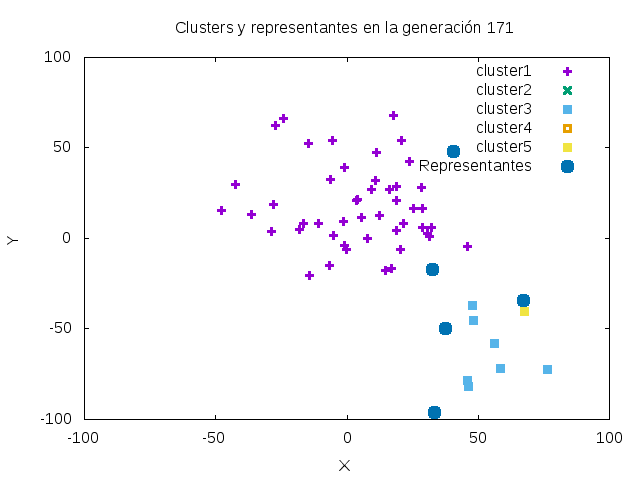 Clusters y representantes en la generación 171
100
50
0
-50
-100
-100
-50
0
50
100
Y
X
cluster1
cluster2
cluster3
cluster4
cluster5
Representantes